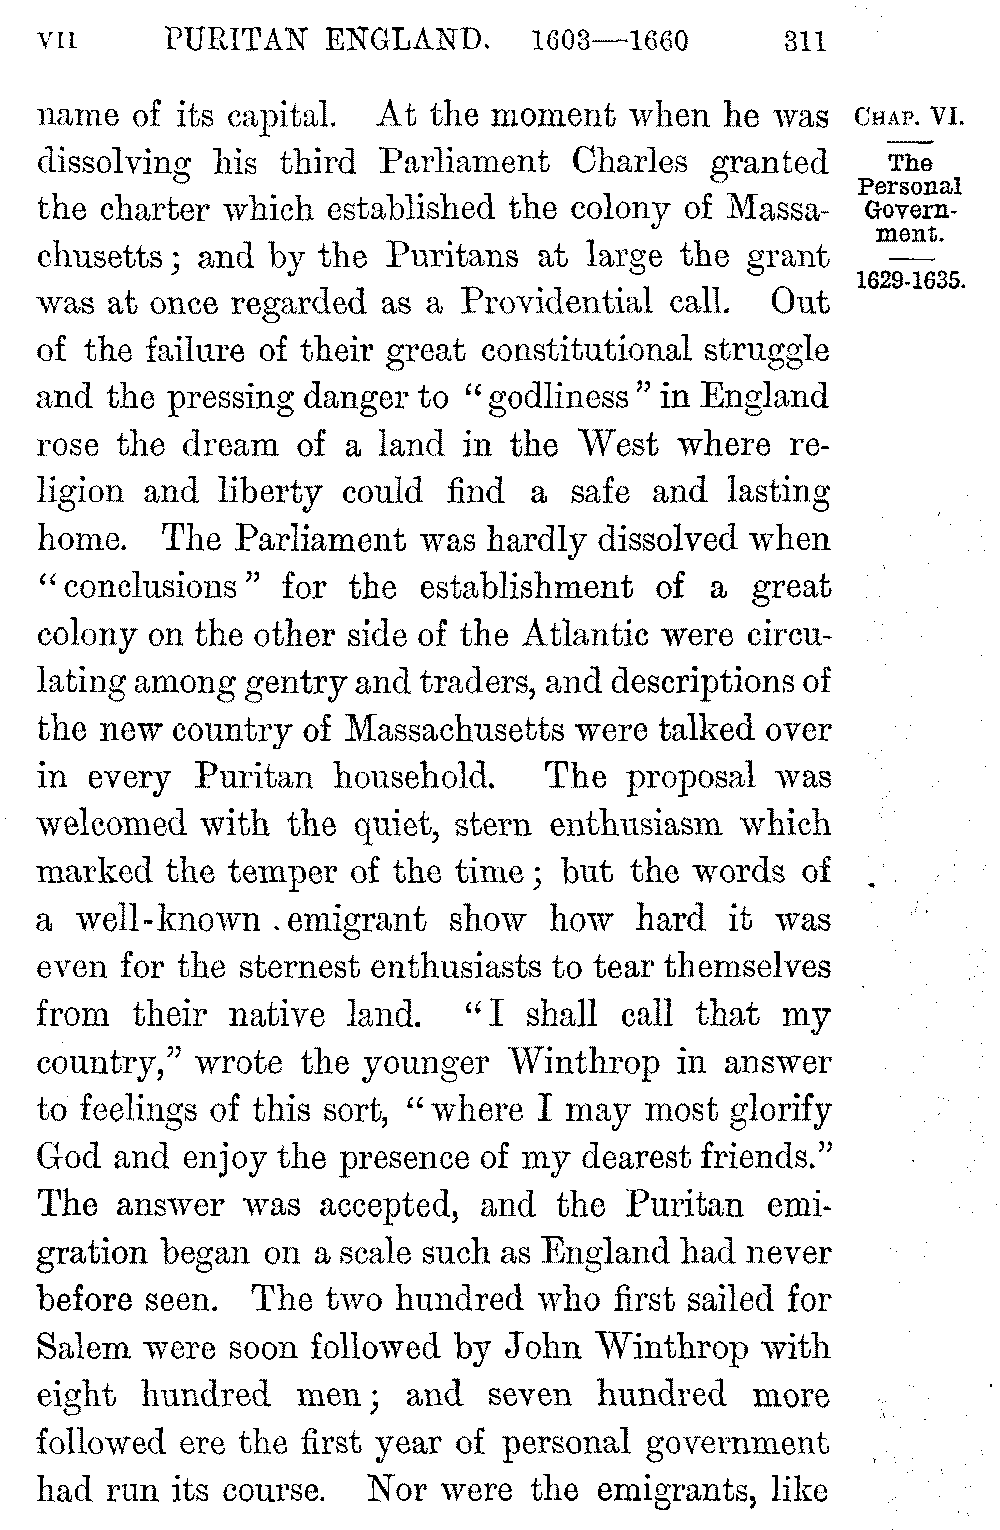 VII PURITAN ENGLAND. 1603—1660 311
name of its capital. At the moment when he was
dissolving his third Parliament Charles granted
the charter which established the colony of Massa-
chusetts; and by the Puritans at large the grant
was at once regarded as a Providential call. Out
of the failure of their great constitutional struggle
and the pressing danger to “godliness” in England
rose the dream of a land in the West where re-
ligion and liberty could find a safe and lasting
home. The Parliament was hardly dissolved when
“conclusions” for the establishment of a great
colony on the other side of the Atlantic were circu-
lating among gentry and traders, and descriptions of
the new country of Massachusetts were talked over
in every Puritan household. The proposal was
welcomed with the quiet, stern enthusiasm which
marked the temper of the time; but the words of
a well-known emigrant show how hard it was
even for the sternest enthusiasts to tear themselves
from their native land. “I shall call that my
country,” wrote the younger Winthrop in answer
to feelings of this sort, “where I may most glorify
God and enjoy the presence of my dearest friends.”
The answer was accepted, and the Puritan emi-
gration began on a scale such as England had never
before seen. The two hundred who first sailed for
Salem were soon followed by John Winthrop with
eight hundred men; and seven hundred more
followed ere the first year of personal government
had run its course. Nor were the emigrants, like
CHAP. VI.
The
Personal
Govern-
ment.
1629-1635.